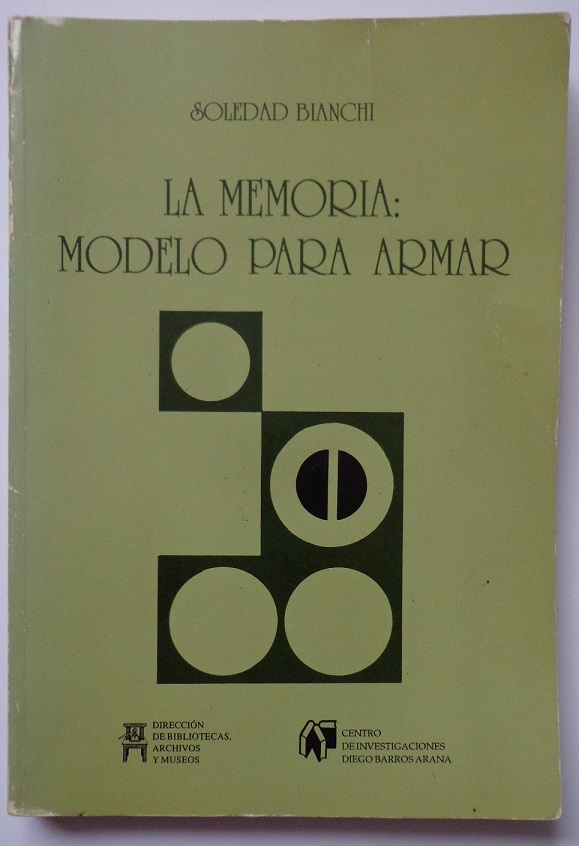 SOLEDAD BIANCHI
LA MEMORIA:
MODELO PARA ARMAR
DIRECCIÓN
DE BIBLIOTECAS,
ARCHIVOS
Y MUSEOS
CENTRO
DE INVESTIGACIONES
DIEGO BARROS ARANA